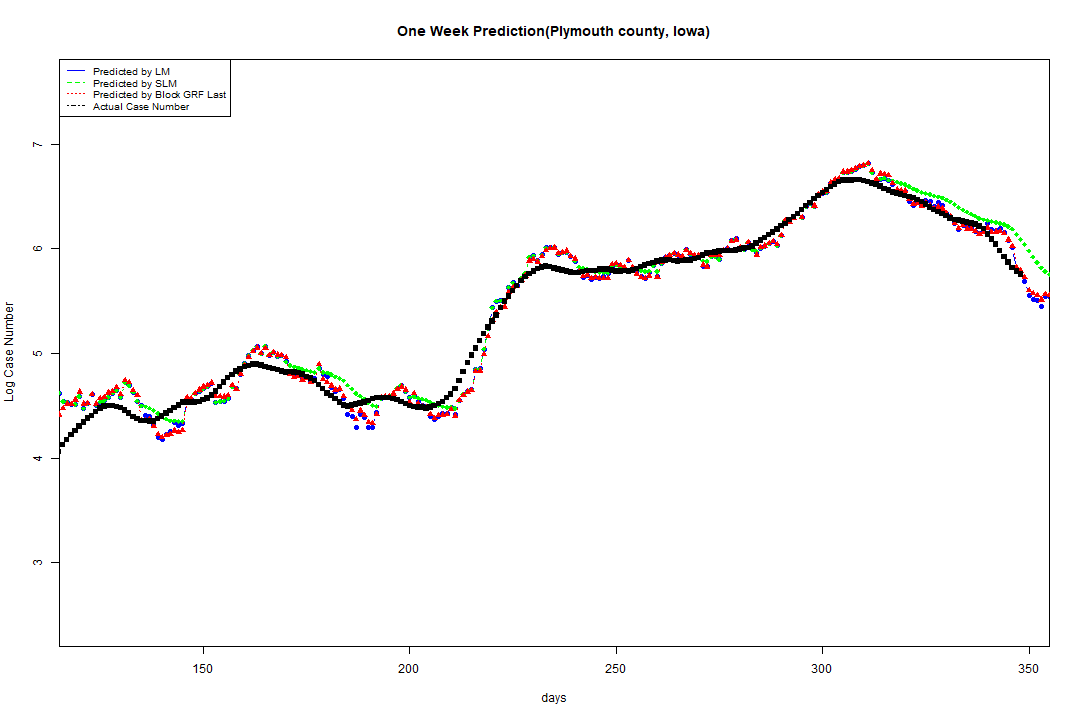 One Week Prediction(Plymouth county, Iowa)
Predicted by LM
Predicted by SLM
Predicted by Block GRF Last
Actual Case Number
7
6
5
4
3
Log Case Number
150 200 250 300 350
days